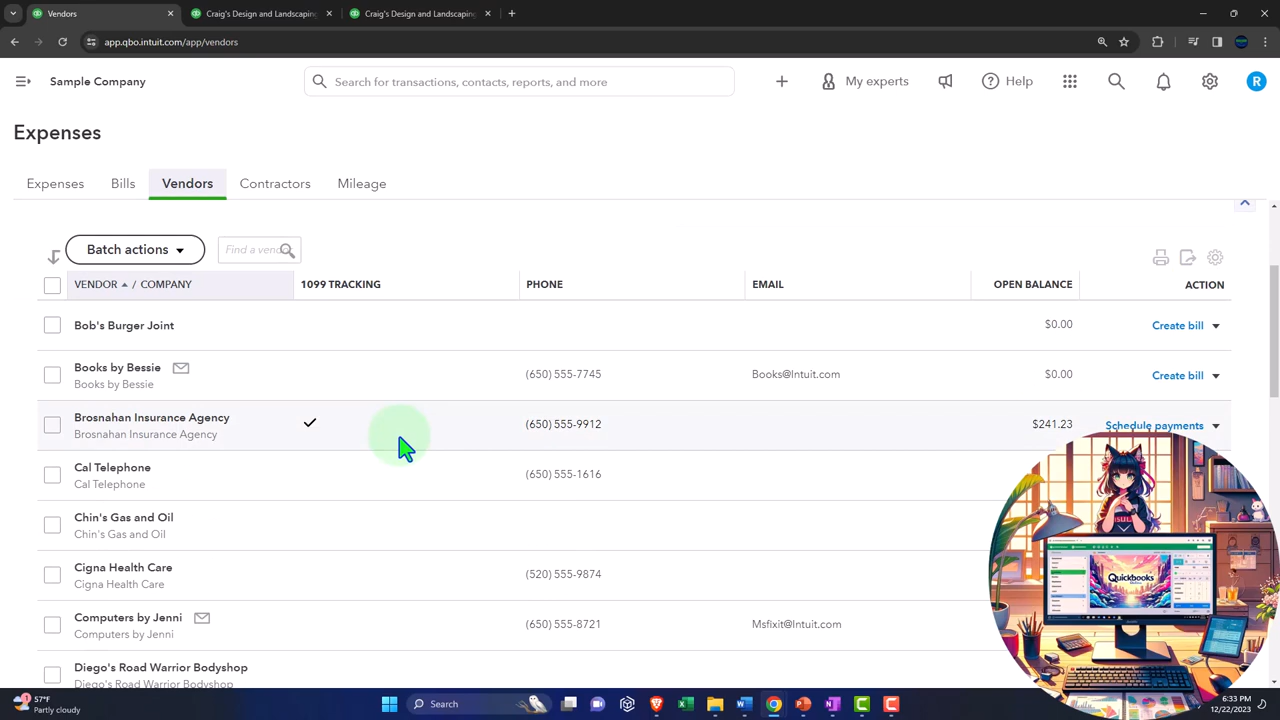 Vendors
Craig's Design and Landscaping
Craig's Design and Landscaping
app.qbo.intuit.com/app/vendors
Sample Company
Search for transactions, contacts, reports, and more
My experts
Help
R
Expenses
Expenses
Bills
Vendors
Contractors
Mileage
Batch actions
Find a vend
VENDOR / COMPANY
1099 TRACKING
PHONE
EMAIL
OPEN BALANCE
ACTION
Bob's Burger Joint
$0.00
Create bill
Books by Bessie
Books by Bessie
(650) 555-7745
Books@Intuit.com
$0.00
Create bill
Brosnahan Insurance Agency
Brosnahan Insurance Agency
(650) 555-9912
$241.23
Schedule payments
Cal Telephone
Cal Telephone
(650) 555-1616
Chin's Gas and Oil
Chin's Gas and Oil
Cigna Health Care
Cigna Health Care
(520) 555-9874
Computers by Jenni
Computers by Jenni
(650) 555-8721
Msfixit@Intuit.com
Diego's Road Warrior Bodyshop
Diego's Road Warrior Bodyshop
Quickbooks
1
57°F
Partly cloudy
Search
6:33 PM
12/22/2023